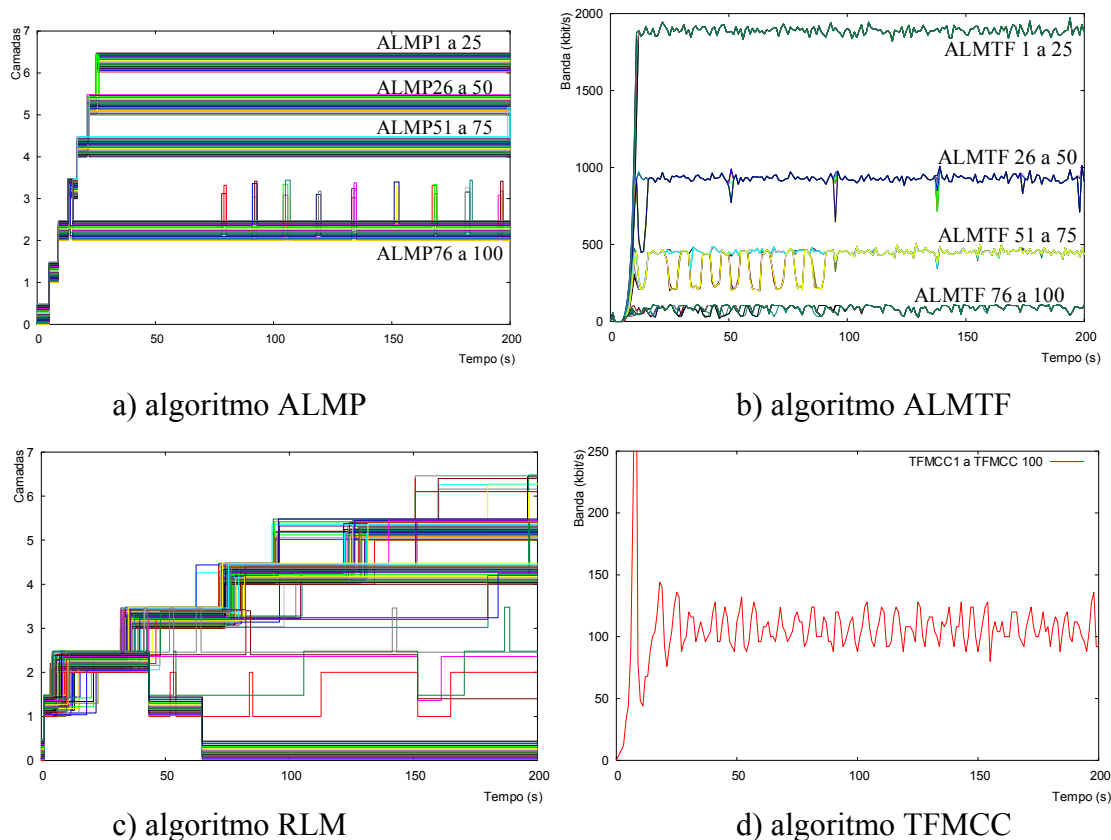 Camadas
7
6
5
4
3
2
1
0
ALMP1 a 25
ALMP26 a 50
ALMP51 a 75
ALMP76 a 100
0
50
100
150
200
Tempo (s)
a) algoritmo ALMP
Banda (kbit/s)
2000
1500
1000
500
0
ALMTF 1 a 25
ALMTF 26 a 50
ALMTF 51 a 75
ALMTF 76 a 100
0
50
100
150
200
Tempo (s)
b) algoritmo ALMTF
Camadas
7
6
5
4
3
2
1
0
0
50
100
150
200
Tempo (s)
c) algoritmo RLM
Banda (kbit/s)
250
200
150
100
50
0
TFMCC1 a TFMCC 100
0
50
100
150
200
Tempo (s)
d) algoritmo TFMCC